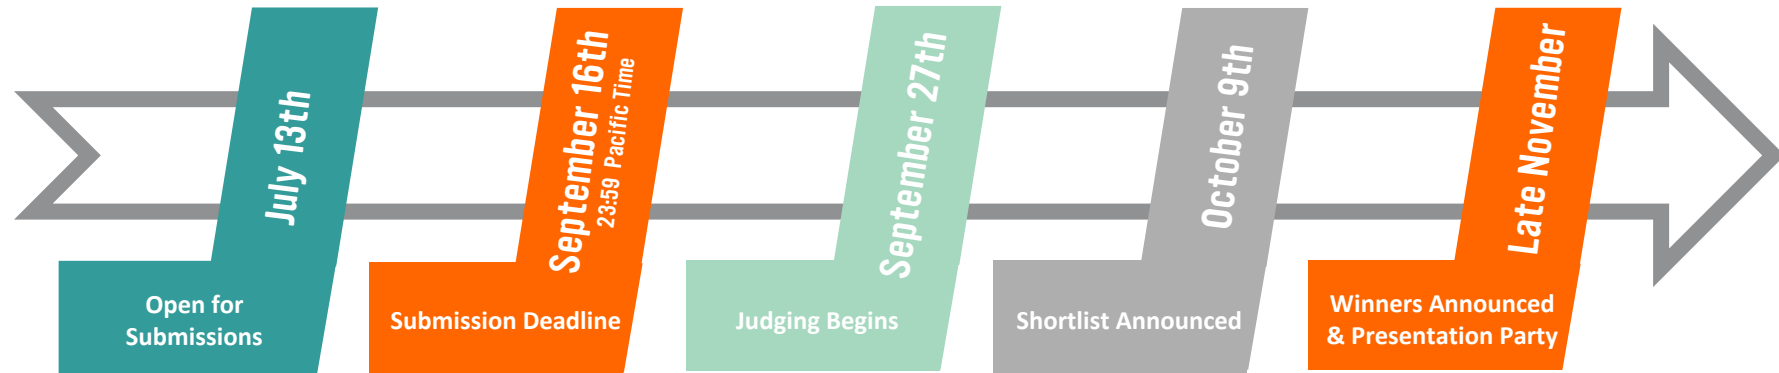 July 13th
Open for
Submissions
September 16th
23:59 Pacific Time
Submission Deadline
September 27th
Judging Begins
October 9th
Shortlist Announced
Late November
Winners Announced
& Presentation Party